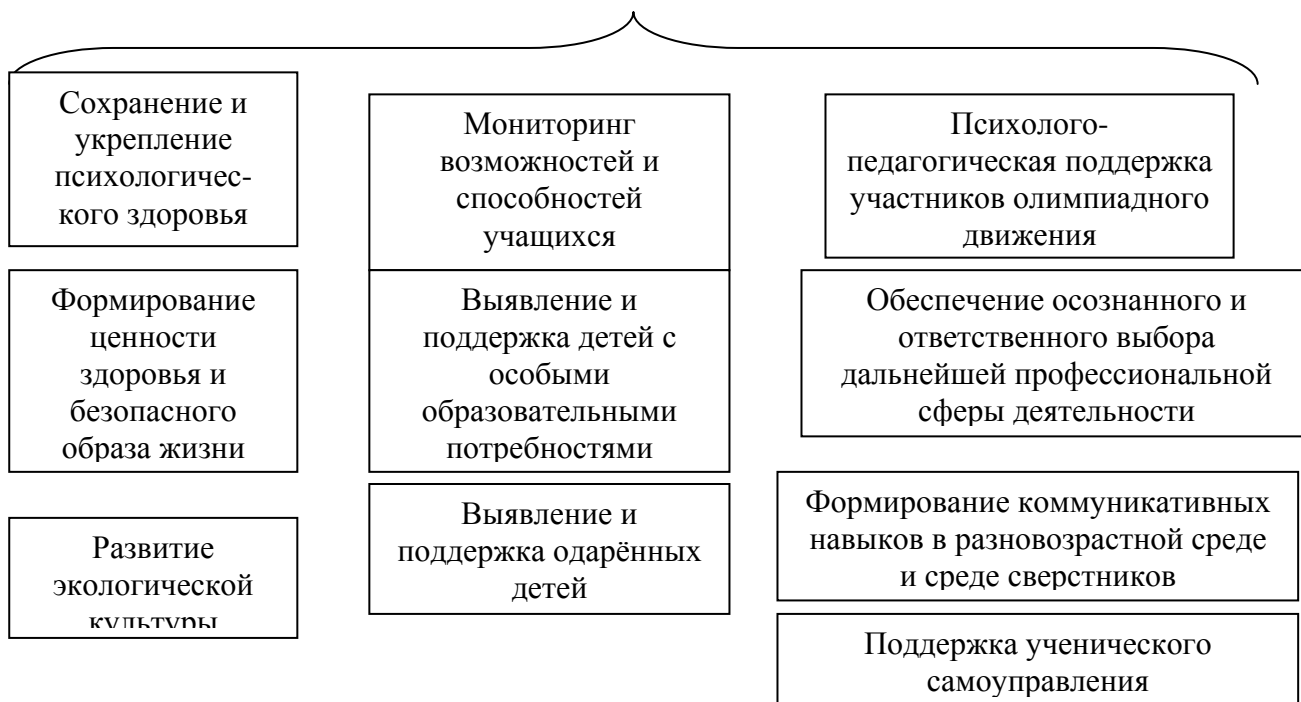 Сохранение и
укрепление
психологичес-
кого здоровья
Мониторинг
возможностей и
способностей
учащихся
Психолого-
педагогическая поддержка
участников олимпиадного
движения
Формирование
ценности
здоровья и
безопасного
образа жизни
Выявление и
поддержка детей с
особыми
образовательными
потребностями
Обеспечение осознанного и
ответственного выбора
дальнейшей профессиональной
сферы деятельности
Развитие
экологической
культуры
Выявление и
поддержка одарённых
детей
Формирование коммуникативных
навыков в разновозрастной среде
и среде сверстников
Поддержка ученического
самоуправления